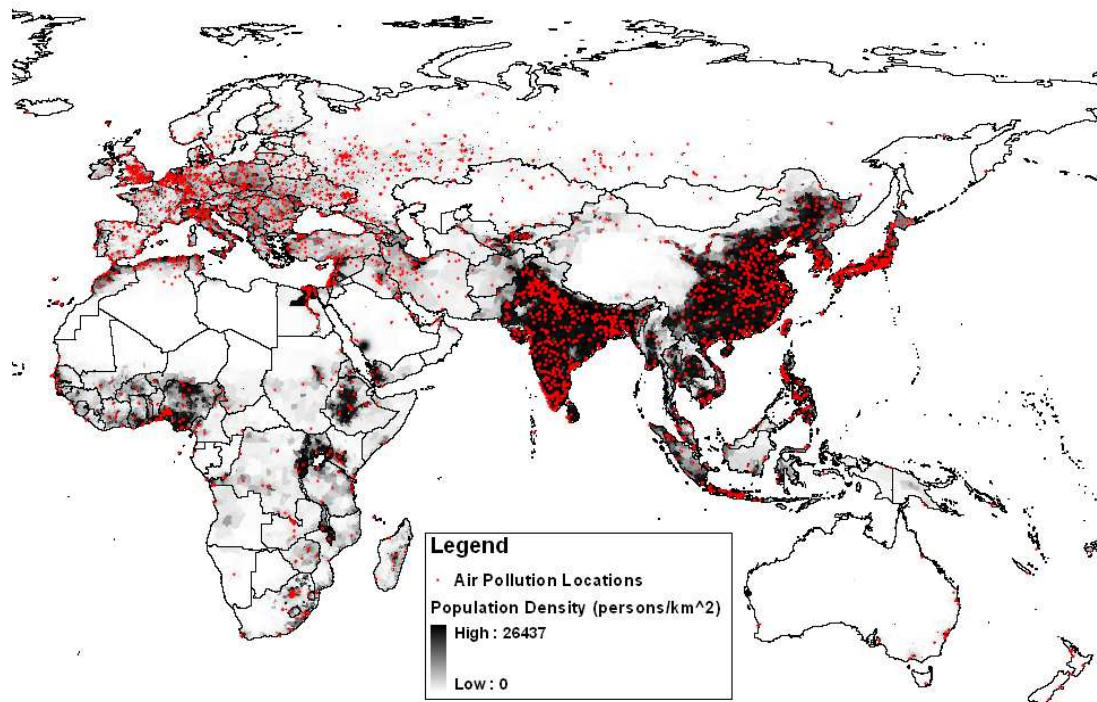 Legend
Air Pollution Locations
Population Density (persons/km^2)
High : 26437
Low : 0